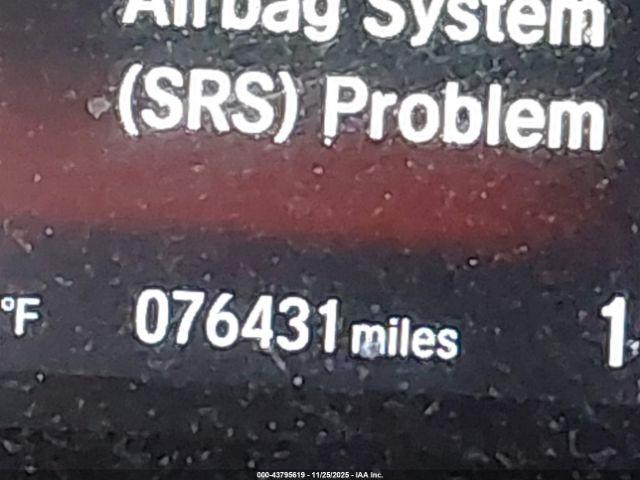 Airbag System
(SRS) Problem
°F 076431 miles 1
000-43795619 - 11/25/2025 - IAA Inc.